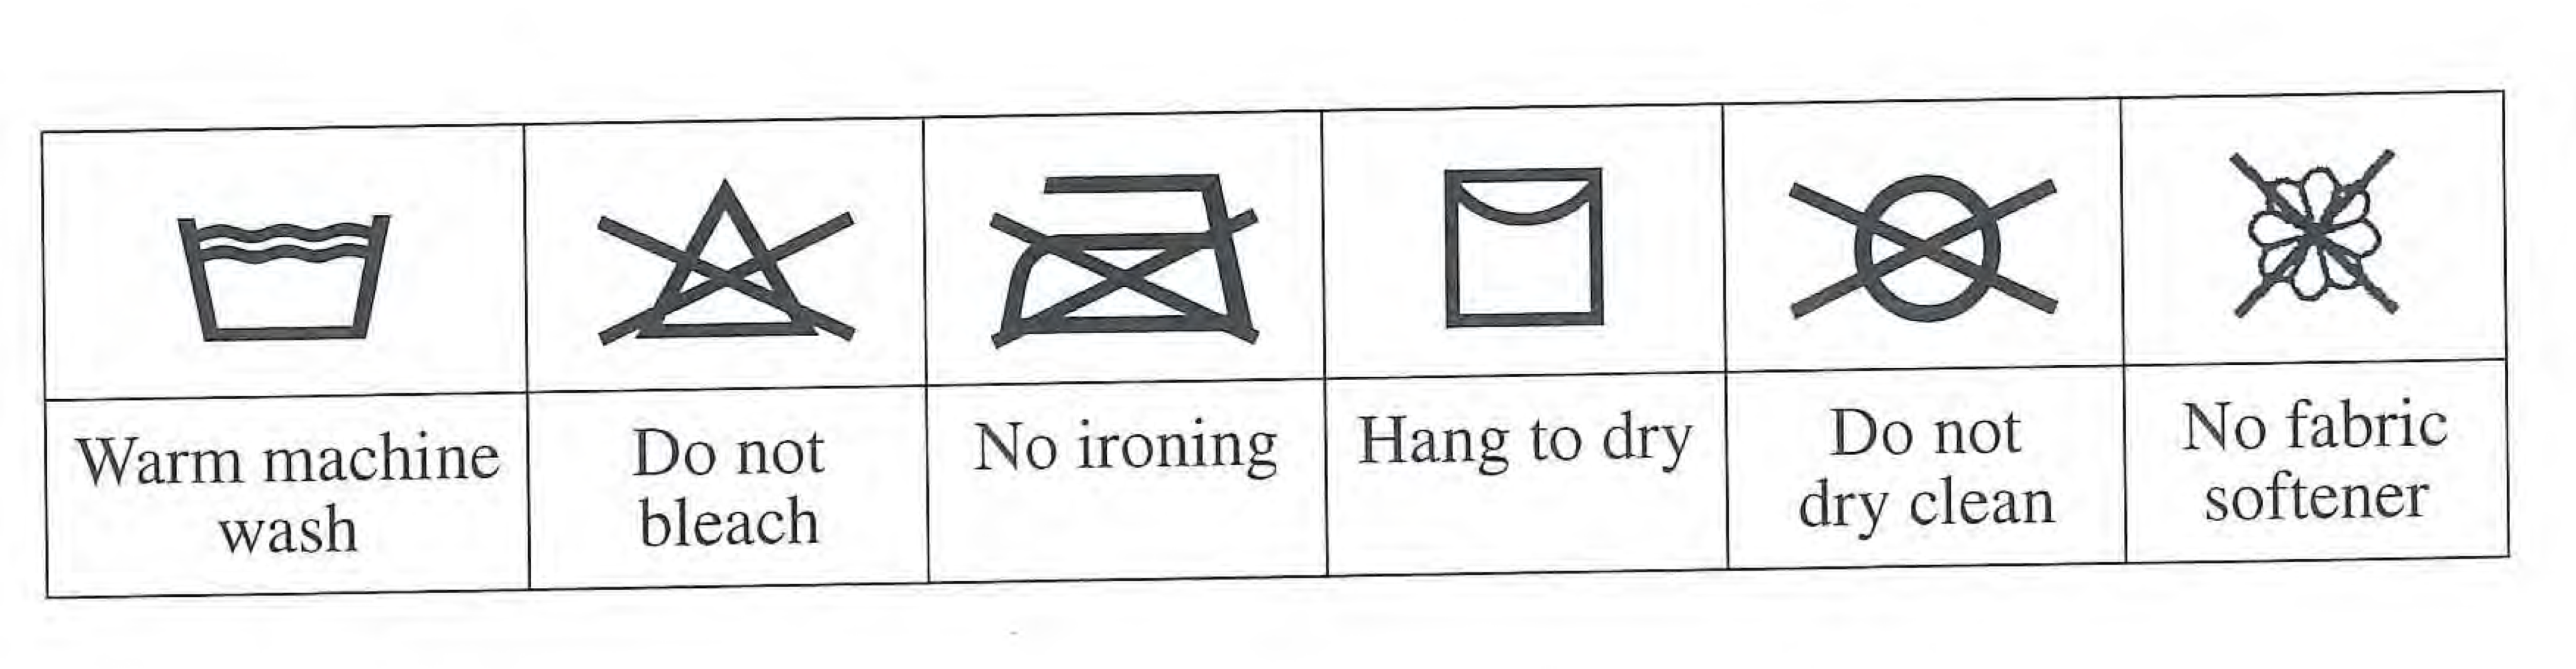 Warm machine
wash
Do not
bleach
No ironing
Hang to dry
Do not
dry clean
No fabric
softener